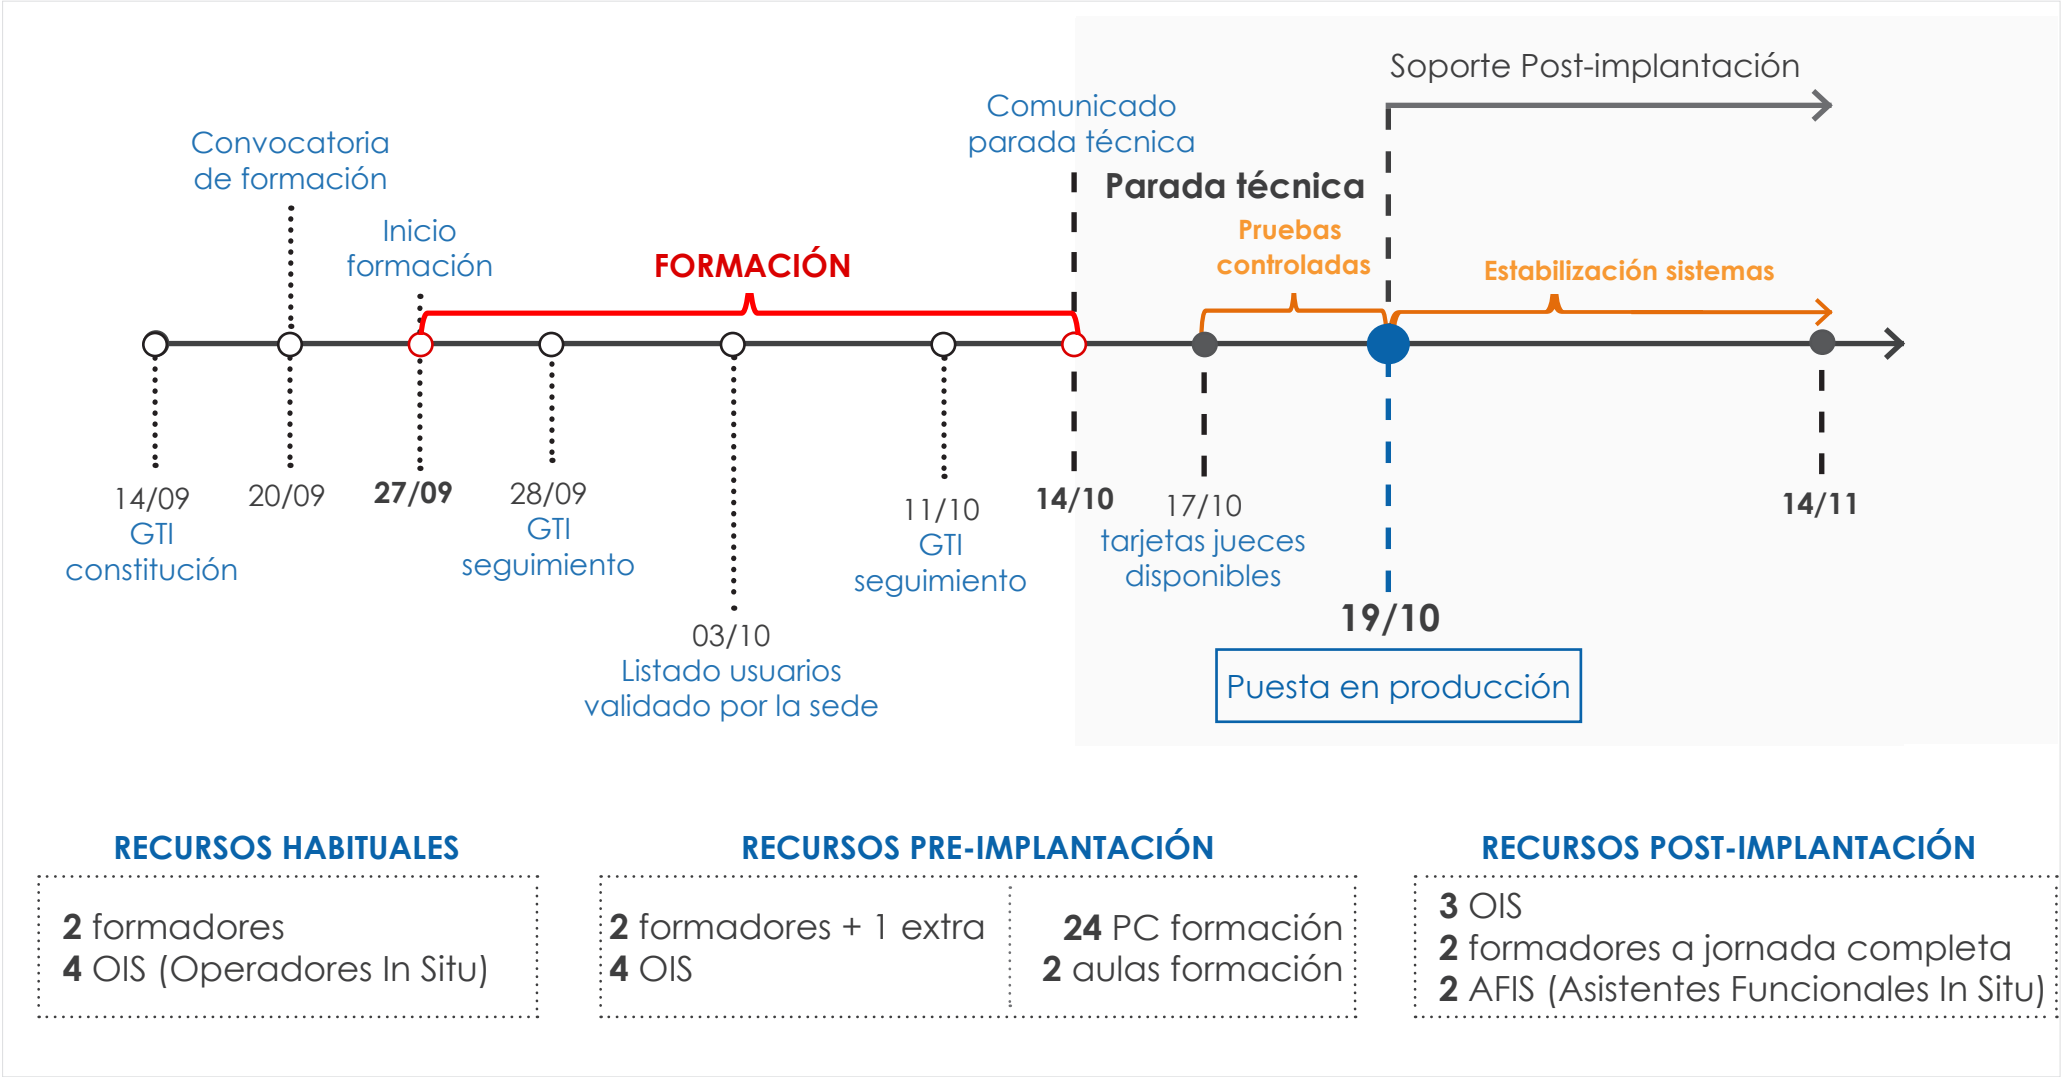 Soporte Post-implantación
Comunicado
parada técnica
Convocatoria
de formación
Parada técnica
Inicio
formación
FORMACIÓN
Pruebas
controladas
Estabilización sistemas
14/09
GTI
constitución
20/09
27/09
28/09
GTI
seguimiento
03/10
Listado usuarios
validado por la sede
11/10
GTI
seguimiento
14/10
17/10
tarjetas jueces
disponibles
19/10
Puesta en producción
14/11
RECURSOS HABITUALES
2 formadores
4 OIS (Operadores In Situ)
RECURSOS PRE-IMPLANTACIÓN
2 formadores + 1 extra
4 OIS
24 PC formación
2 aulas formación
RECURSOS POST-IMPLANTACIÓN
3 OIS
2 formadores a jornada completa
2 AFIS (Asistentes Funcionales In Situ)